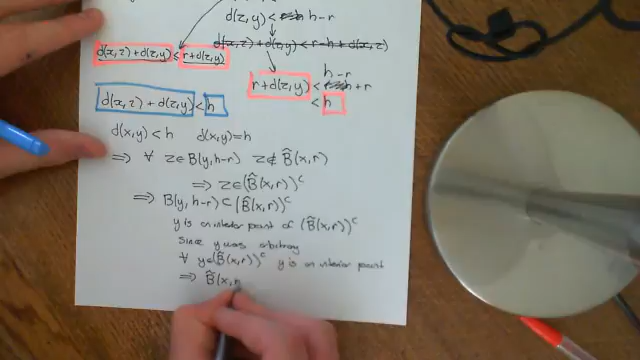 d(z,y) < h-r
d(x,z) + d(z,y) < r-h + d(x,z)
d(x,z) + d(z,y) ≤ r + d(z,y)
h-r
r + d(z,y) < + r
< h
d(x,z) + d(z,y) < h
d(x,y) < h d(x,y) = h
⇒ ∀ z ∈ B(y, h-r) z ∉ B̂(x,r)
⇒ z ∈ (B̂(x,r))^c
⇒ B(y, h-r) ⊂ (B̂(x,r))^c
y is an interior point of (B̂(x,r))^c
since y was arbitrary
∀ y ∈ (B̂(x,r))^c y is an interior point
⇒ B̂(x,r